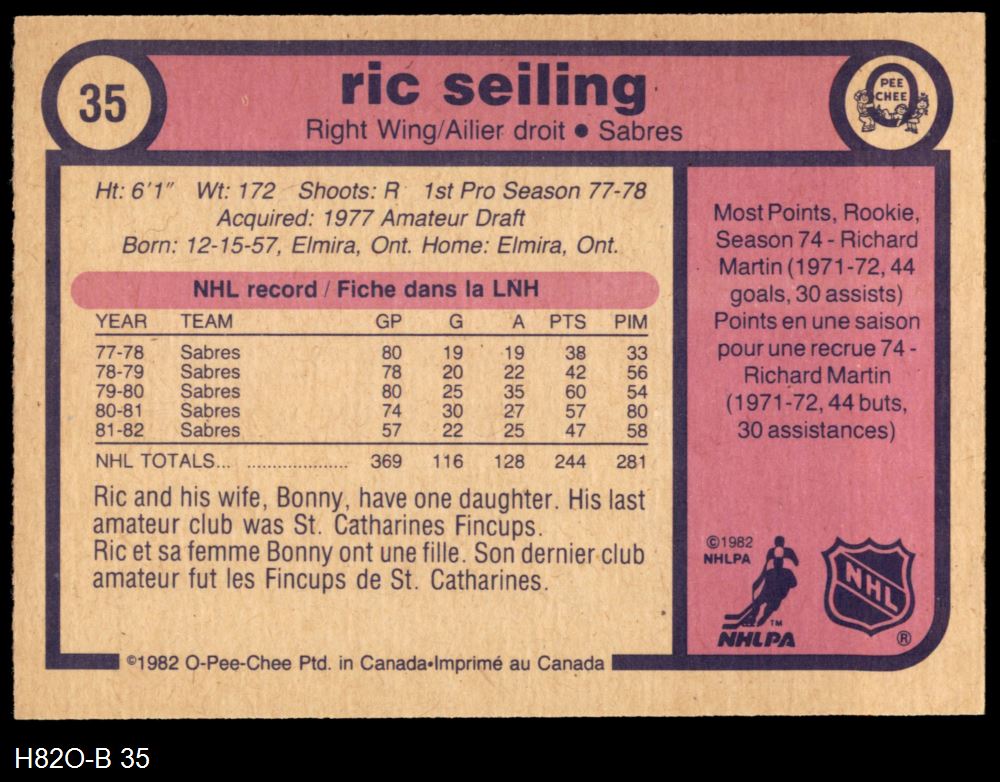 35
ric seiling
PEE
CHEE
Right Wing/Ailier droit • Sabres
Ht: 6'1" Wt: 172 Shoots: R 1st Pro Season 77-78
Acquired: 1977 Amateur Draft
Born: 12-15-57, Elmira, Ont. Home: Elmira, Ont.
NHL record / Fiche dans la LNH
YEAR TEAM GP G A PTS PIM
77-78 Sabres 80 19 19 38 33
78-79 Sabres 78 20 22 42 56
79-80 Sabres 80 25 35 60 54
80-81 Sabres 74 30 27 57 80
81-82 Sabres 57 22 25 47 58
NHL TOTALS... .................... 369 116 128 244 281
Ric and his wife, Bonny, have one daughter. His last
amateur club was St. Catharines Fincups.
Ric et sa femme Bonny ont une fille. Son dernier club
amateur fut les Fincups de St. Catharines.
Most Points, Rookie,
Season 74 - Richard
Martin (1971-72, 44
goals, 30 assists)
Points en une saison
pour une recrue 74 -
Richard Martin
(1971-72, 44 buts,
30 assistances)
©1982
NHLPA
TM
NHLPA
NHL
®
©1982 O-Pee-Chee Ptd. in Canada•Imprimé au Canada
H82O-B 35